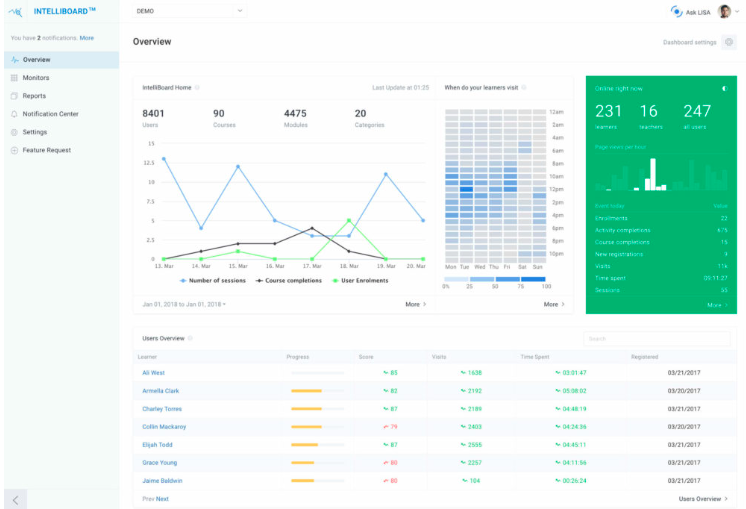 INTELLIBOARD™
DEMO
Ask LISA
You have 2 notifications. More
Overview
Monitors
Reports
Notification Center
Settings
Feature Request
Overview
Dashboard settings
IntelliBoard Home
Last Update at 01:25
8401 90 4475 20
Users Courses Modules Categories
15
12.5
10
7.5
5
2.5
0
13. Mar 14. Mar 15. Mar 16. Mar 17. Mar 18. Mar 19. Mar 20. Mar
Number of sessions Course completions User Enrolments
Jan 01, 2018 to Jan 01, 2018
More
When do your learners visit
12am
2am
4am
6am
8am
10am
12pm
2pm
4pm
6pm
8pm
10pm
Mon Tue Wed Thu Fri Sat Sun
0% 25 50 75 100
More
Online right now
231 16 247
learners teachers all users
Page views per hour
Event today Value
Enrollments 23
Activity completions 675
Course completions 15
New registrations 9
Visits 116
Time spent 05:11:27
Sessions 50
More
Users Overview
Search
Learner Progress Score Visits Time Spent Registered
Ali West 85 1638 03:01:47 03/21/2017
Armella Clark 82 2192 05:08:02 03/20/2017
Charley Torres 87 2189 04:48:19 03/21/2017
Collin Mackaroy 79 2403 04:24:36 03/20/2017
Elijah Todd 87 2555 04:45:11 03/21/2017
Grace Young 80 2257 04:11:56 03/21/2017
Jaime Baldwin 80 104 00:26:24 03/21/2017
Prev Next
Users Overview